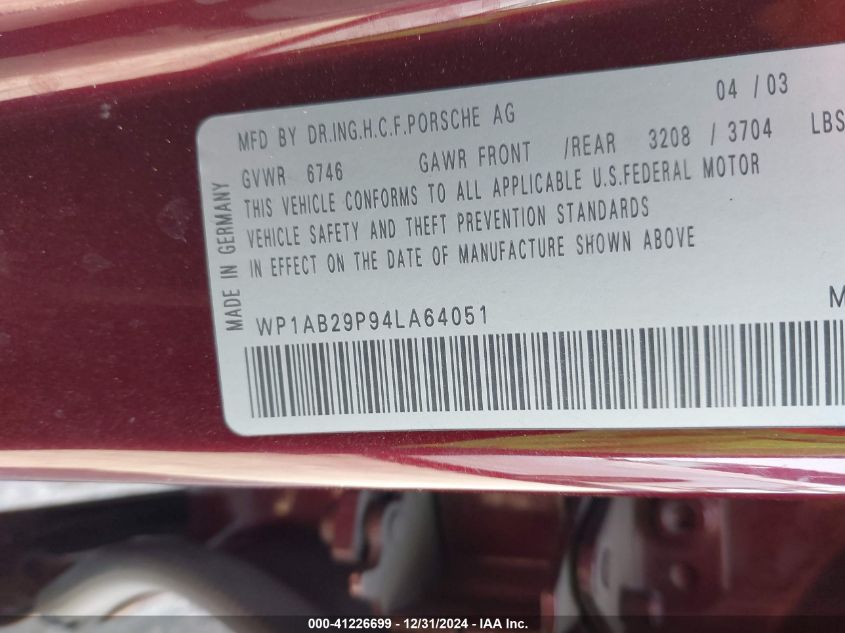 04 / 03
MFD BY DR.ING.H.C.F.PORSCHE AG
GVWR 6746 GAWR FRONT /REAR 3208 / 3704 LBS
THIS VEHICLE CONFORMS TO ALL APPLICABLE U.S.FEDERAL MOTOR
VEHICLE SAFETY AND THEFT PREVENTION STANDARDS
IN EFFECT ON THE DATE OF MANUFACTURE SHOWN ABOVE
MADE IN GERMANY
WP1AB29P94LA64051
000-41226699 - 12/31/2024 - IAA Inc.